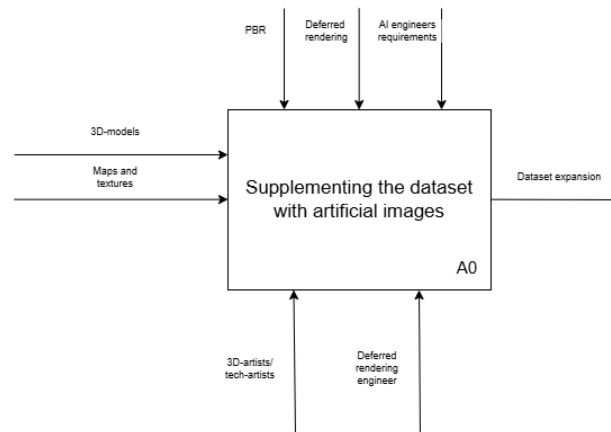 PBR
Deferred
rendering
AI engineers
requirements
3D-models
Maps and
textures
Supplementing the dataset
with artificial images
A0
Dataset expansion
3D-artists/
tech-artists
Deferred
rendering
engineer